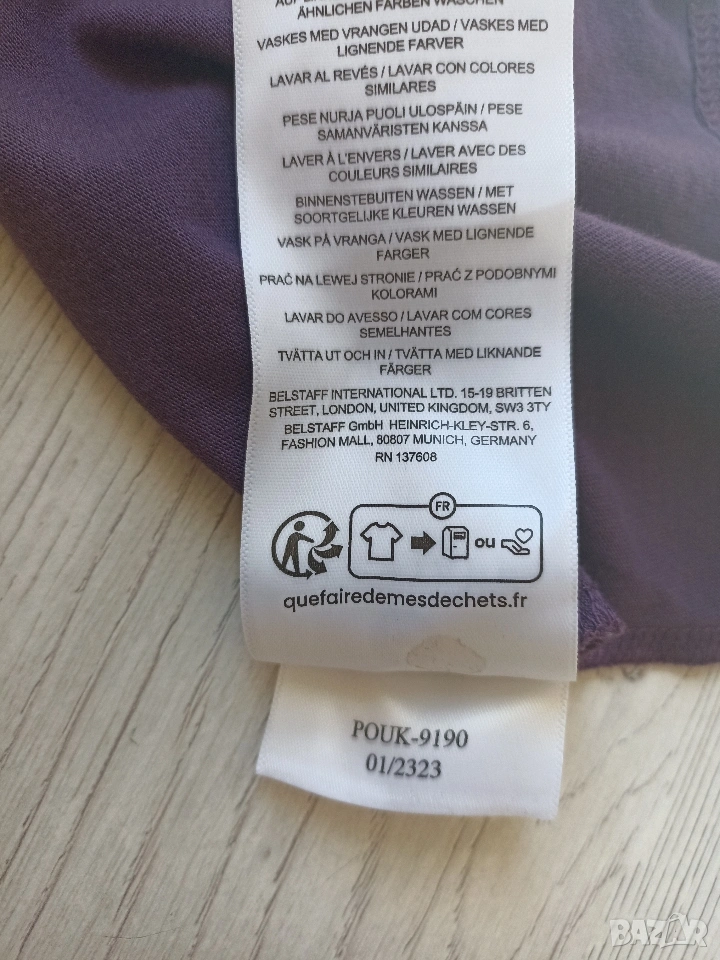 ÄHNLICHEN FARBEN WASCHEN
VASKES MED VRANGEN UDAD / VASKES MED
LIGNENDE FARVER
LAVAR AL REVÉS / LAVAR CON COLORES
SIMILARES
PESE NURJA PUOLI ULOSPÄIN / PESE
SAMANVÄRISTEN KANSSA
LAVER À L'ENVERS / LAVER AVEC DES
COULEURS SIMILAIRES
BINNENSTEBUITEN WASSEN / MET
SOORTGELIJKE KLEUREN WASSEN
VASK PÅ VRANGA / VASK MED LIGNENDE
FARGER
PRAĆ NA LEWEJ STRONIE / PRAĆ Z PODOBNYMI
KOLORAMI
LAVAR DO AVESSO / LAVAR COM CORES
SEMELHANTES
TVÄTTA UT OCH IN / TVÄTTA MED LIKNANDE
FÄRGER
BELSTAFF INTERNATIONAL LTD. 15-19 BRITTEN
STREET, LONDON, UNITED KINGDOM, SW3 3TY
BELSTAFF GmbH HEINRICH-KLEY-STR. 6,
FASHION MALL, 80807 MUNICH, GERMANY
RN 137608
FR
ou
quefairedemesdechets.fr
POUK-9190
01/2323
BAZAR